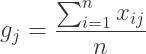 g_j = \frac{\sum_{i=1}^{n} x_{ij}}{n}